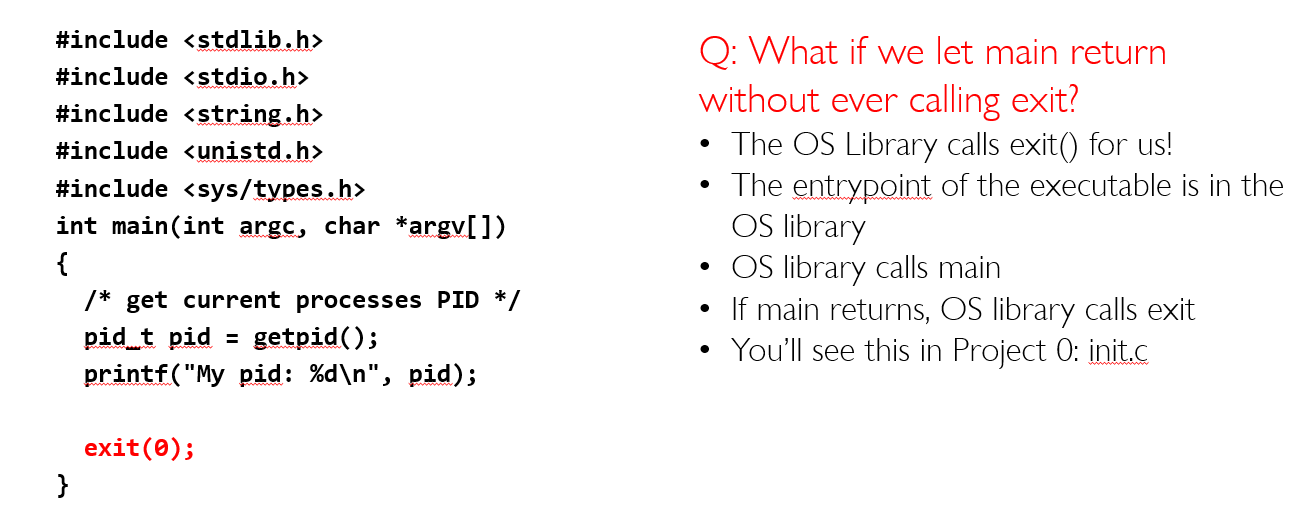 #include <stdlib.h>
#include <stdio.h>
#include <string.h>
#include <unistd.h>
#include <sys/types.h>
int main(int argc, char *argv[])
{
  /* get current processes PID */
  pid_t pid = getpid();
  printf("My pid: %d\n", pid);
  exit(0);
}
Q: What if we let main return
without ever calling exit?
• The OS Library calls exit() for us!
• The entrypoint of the executable is in the
OS library
• OS library calls main
• If main returns, OS library calls exit
• You'll see this in Project 0: init.c